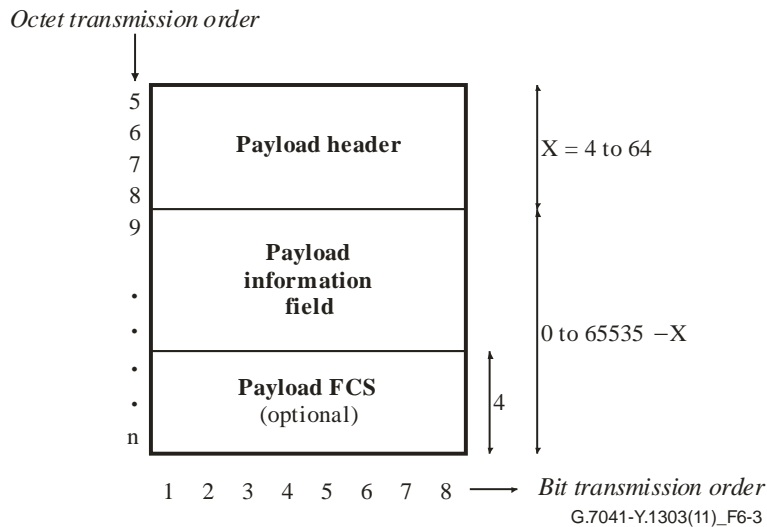 Octet transmission order
5
6
7
8
9
.
.
.
.
n
Payload header
Payload
information
field
Payload FCS
(optional)
X = 4 to 64
0 to 65535 −X
4
1 2 3 4 5 6 7 8
Bit transmission order
G.7041-Y.1303(11)_F6-3